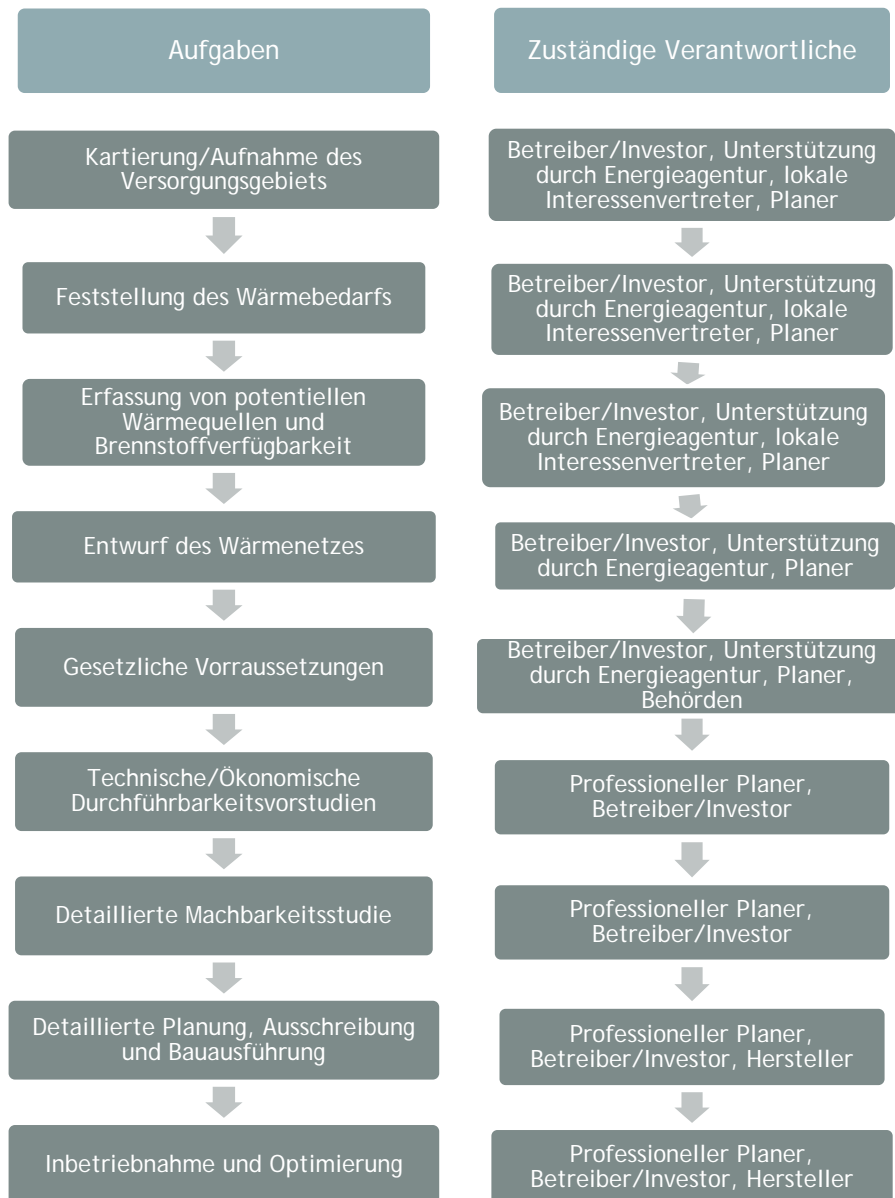 Aufgaben
Zuständige Verantwortliche
Kartierung/Aufnahme des
Versorgungsgebiets
Betreiber/Investor, Unterstützung
durch Energieagentur, lokale
Interessenvertreter, Planer
Feststellung des Wärmebedarfs
Betreiber/Investor, Unterstützung
durch Energieagentur, lokale
Interessenvertreter, Planer
Erfassung von potentiellen
Wärmequellen und
Brennstoffverfügbarkeit
Betreiber/Investor, Unterstützung
durch Energieagentur, lokale
Interessenvertreter, Planer
Entwurf des Wärmenetzes
Betreiber/Investor, Unterstützung
durch Energieagentur, Planer
Gesetzliche Vorraussetzungen
Betreiber/Investor, Unterstützung
durch Energieagentur, Planer,
Behörden
Technische/Ökonomische
Durchführbarkeitsvorstudien
Professioneller Planer,
Betreiber/Investor
Detaillierte Machbarkeitsstudie
Professioneller Planer,
Betreiber/Investor
Detaillierte Planung, Ausschreibung
und Bauausführung
Professioneller Planer,
Betreiber/Investor, Hersteller
Inbetriebnahme und Optimierung
Professioneller Planer,
Betreiber/Investor, Hersteller